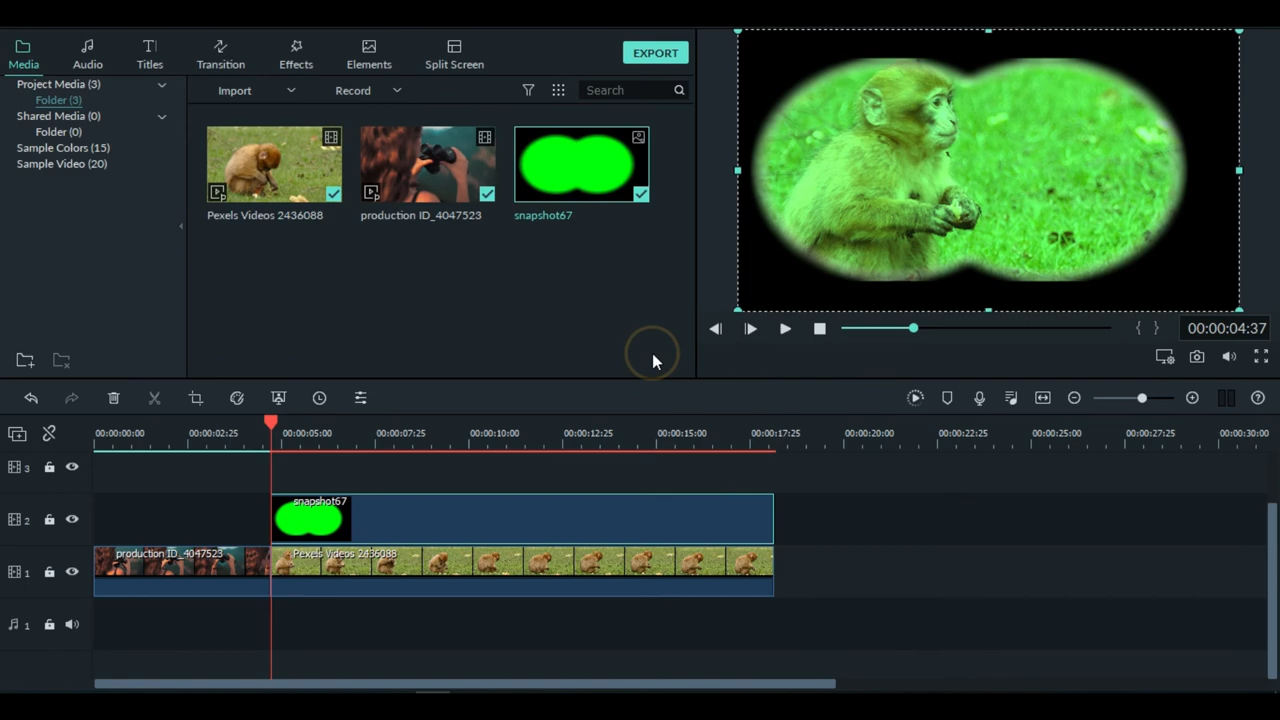 Media Audio Titles Transition Effects Elements Split Screen EXPORT
Project Media (3)
Folder (3)
Shared Media (0)
Folder (0)
Sample Colors (15)
Sample Video (20)
Import Record Search
Pexels Videos 2436088 production ID_4047523 snapshot67
00:00:04:37
00:00:00:00 00:00:02:25 00:00:05:00 00:00:07:25 00:00:10:00 00:00:12:25 00:00:15:00 00:00:17:25 00:00:20:00 00:00:22:25 00:00:25:00 00:00:27:25 00:00:30:00
3
2 snapshot67
1 production ID_4047523 Pexels Videos 2436088
1